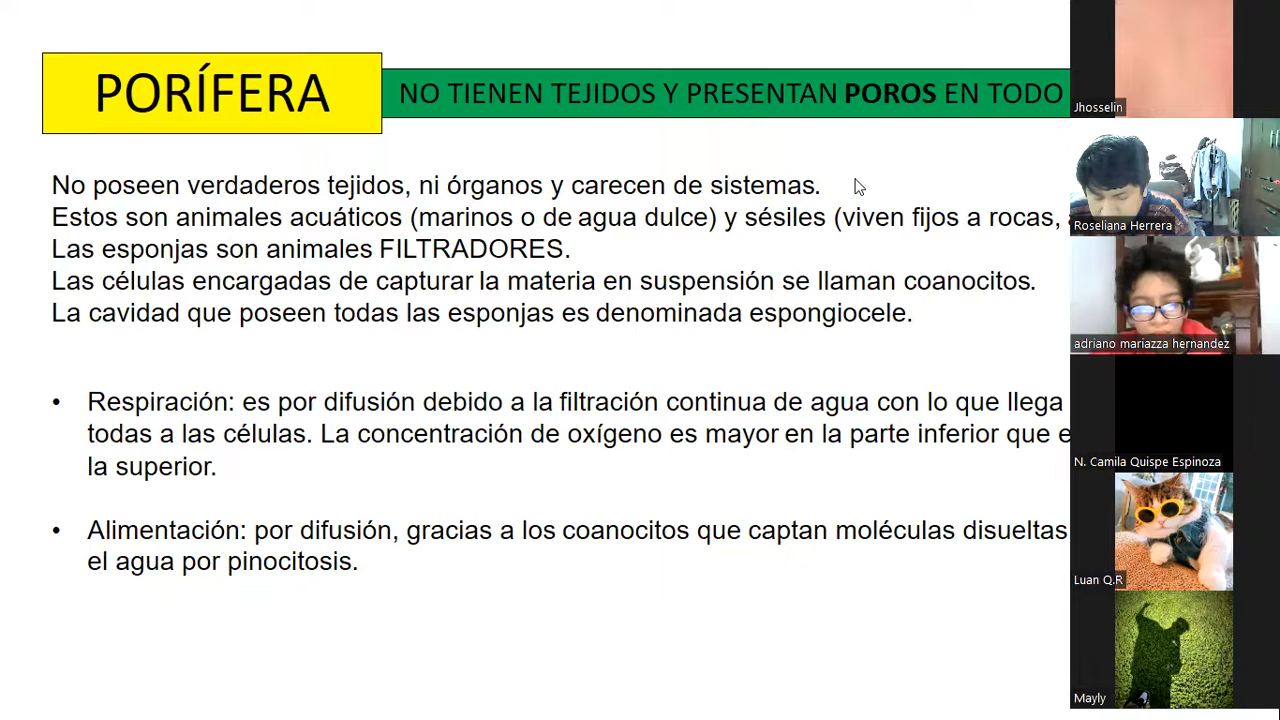 PORÍFERA
NO TIENEN TEJIDOS Y PRESENTAN POROS EN TODO
No poseen verdaderos tejidos, ni órganos y carecen de sistemas.
Estos son animales acuáticos (marinos o de agua dulce) y sésiles (viven fijos a rocas,
Las esponjas son animales FILTRADORES.
Las células encargadas de capturar la materia en suspensión se llaman coanocitos.
La cavidad que poseen todas las esponjas es denominada espongiocele.
• Respiración: es por difusión debido a la filtración continua de agua con lo que llega
todas a las células. La concentración de oxígeno es mayor en la parte inferior que
la superior.
• Alimentación: por difusión, gracias a los coanocitos que captan moléculas disueltas
el agua por pinocitosis.
Jhosselin
Roseliana Herrera
adriano mariazza hernandez
N. Camila Quispe Espinoza
Luan Q.R
Mayly